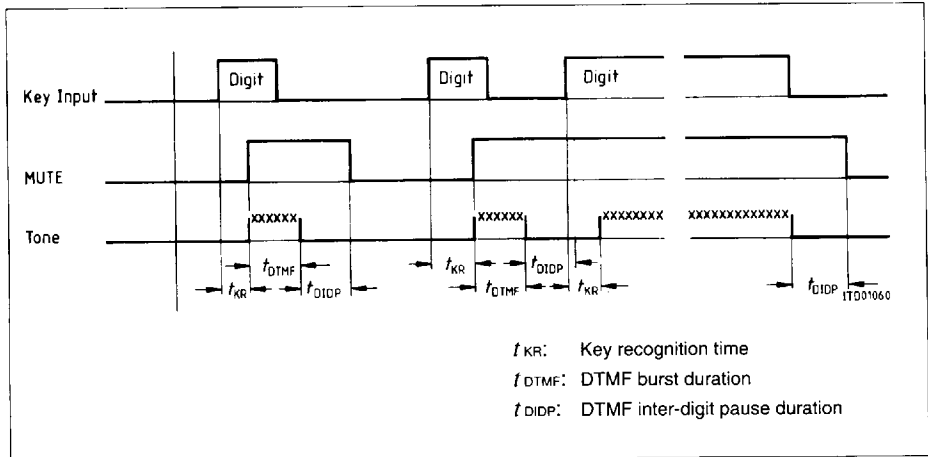 Digit Digit Digit
Key Input
MUTE
xxxxxx xxxxxx xxxxxxxx xxxxxxxxxxxxx
Tone
tDTMF tKR tDIDP
tKR tDIDP tDTMF tKR tDIDP ITD01060
tKR: Key recognition time
tDTMF: DTMF burst duration
tDIDP: DTMF inter-digit pause duration